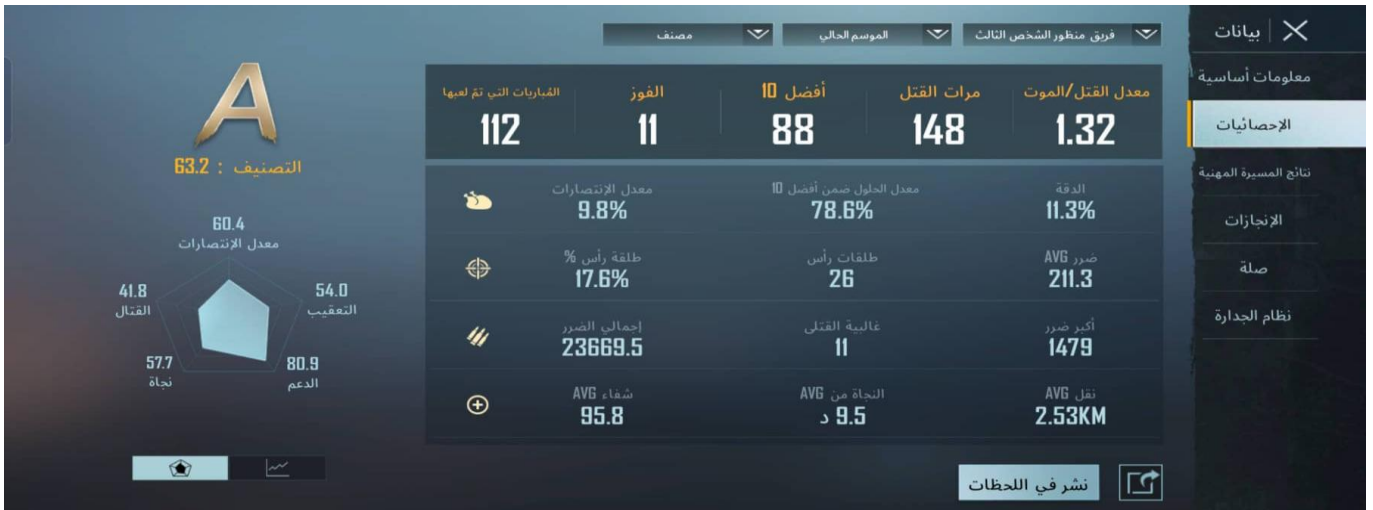 بيانات
معلومات أساسية
الإحصائيات
نتائج المسيرة المهنية
الإنجازات
صلة
نظام الجدارة
فريق منظور الشخص الثالث
الموسم الحالي
مصنف
معدل القتل/الموت
مرات القتل
أفضل 10
الفوز
المُباريات التي تمّ لعبها
1.32
148
88
11
112
الدقة
معدل الحلول ضمن أفضل 10
معدل الإنتصارات
11.3%
78.6%
9.8%
ضرر AVG
طلقات رأس
طلقة رأس %
211.3
26
17.6%
أكبر ضرر
غالبية القتلى
إجمالي الضرر
1479
11
23669.5
نقل AVG
النجاة من AVG
شفاء AVG
2.53KM
9.5 د
95.8
نشر في اللحظات
A
التصنيف : 63.2
60.4
معدل الإنتصارات
54.0
التعقيب
41.8
القتال
80.9
الدعم
57.7
نجاة